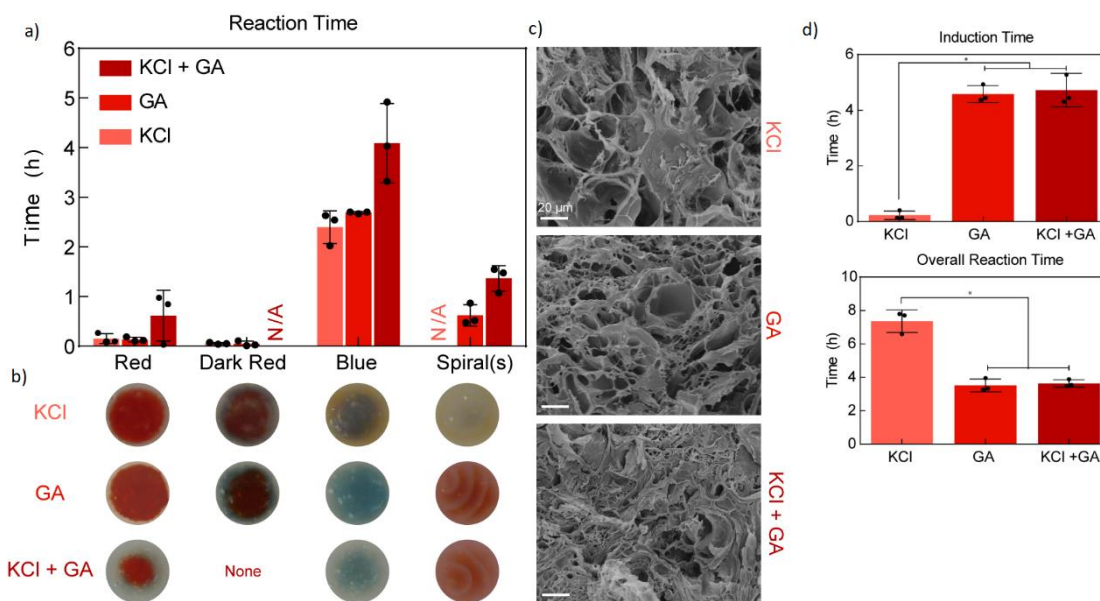 a)
Reaction Time
Time (h)
6
5
4
3
2
1
0
KCl + GA
GA
KCl
N/A
N/A
Red
Dark Red
Blue
Spiral(s)
b)
KCl
GA
KCl + GA
None
c)
20 µm
KCl
GA
KCl + GA
d)
Induction Time
Time (h)
6
4
2
0
*
KCl
GA
KCl +GA
Overall Reaction Time
Time (h)
10
8
6
4
2
0
*
KCl
GA
KCl +GA